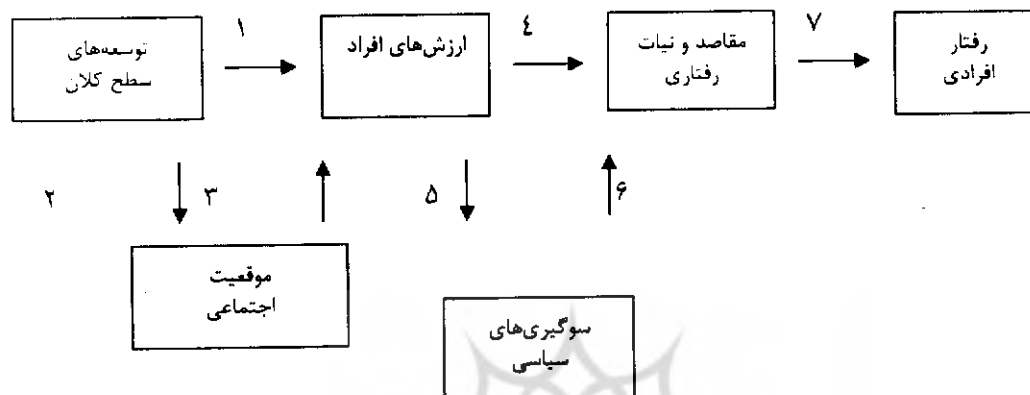 ۱
۴
۷
توسعه‌های
سطح کلان
ارزش‌های افراد
مقاصد و نیات
رفتاری
رفتار
افرادی
۲
۳
۵
۶
موقعیت
اجتماعی
سوگیری‌های
سیاسی